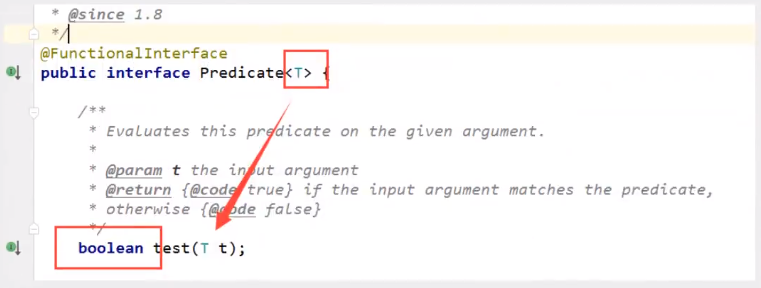 * @since 1.8
*/
@FunctionalInterface
public interface Predicate<T> {
/**
* Evaluates this predicate on the given argument.
*
* @param t the input argument
* @return {@code true} if the input argument matches the predicate,
* otherwise {@code false}
*/
boolean test(T t);